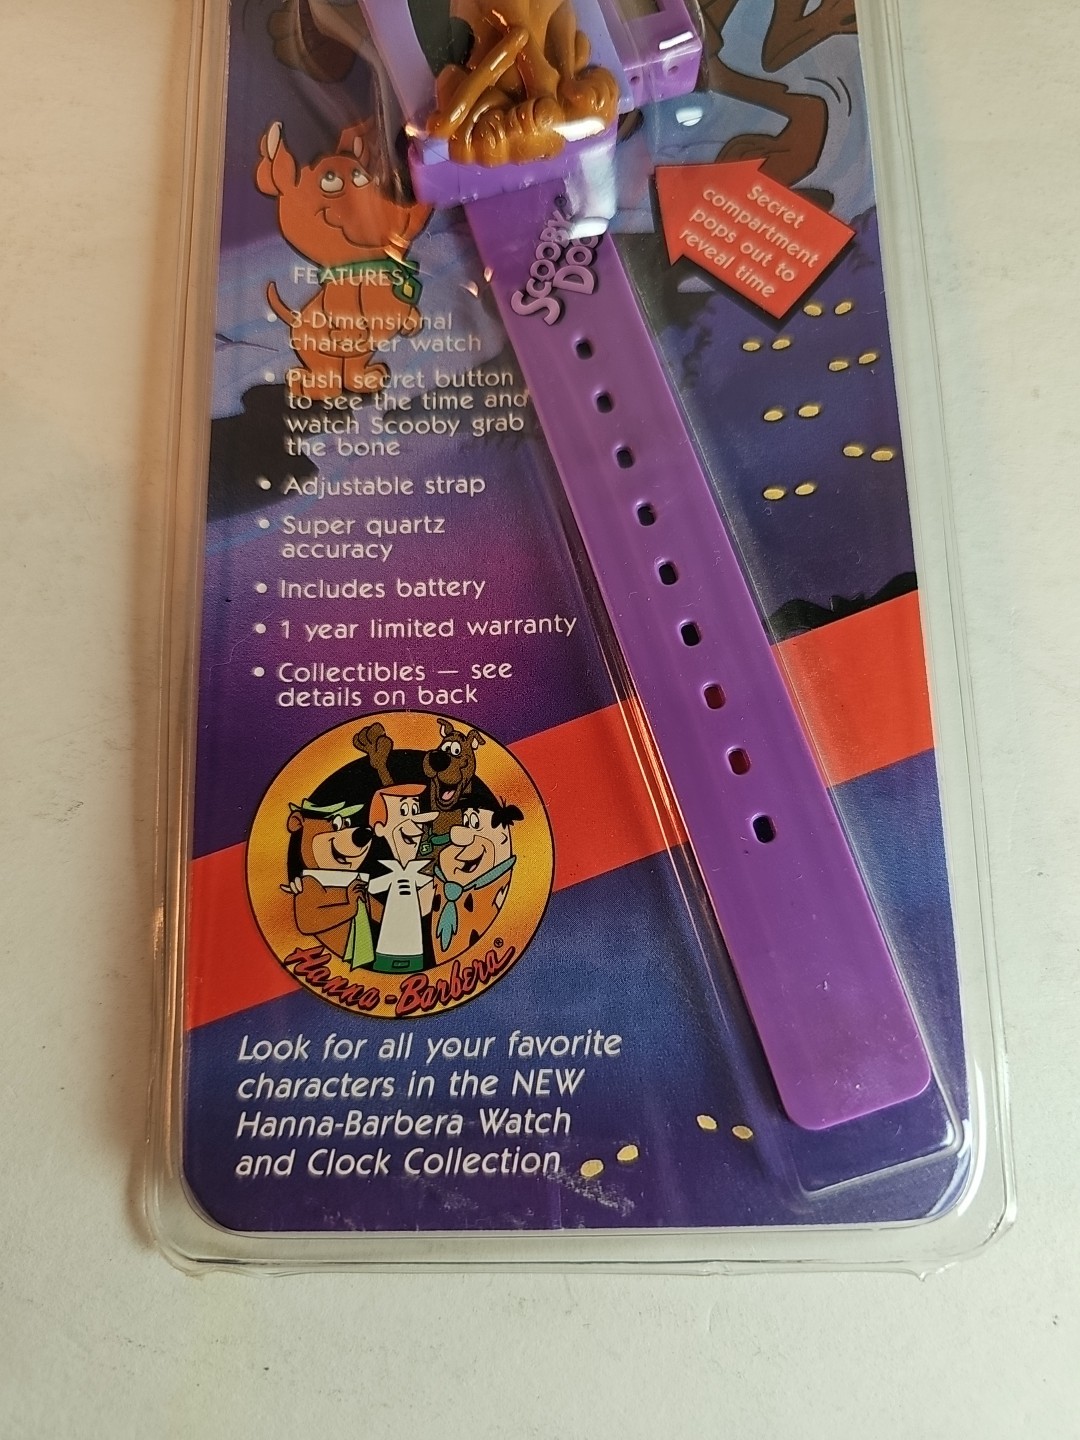 Secret
compartment
pops out to
reveal time
SCOOBY
DOO
FEATURES:
• 3-Dimensional
character watch
• Push secret button
to see the time and
watch Scooby grab
the bone
• Adjustable strap
• Super quartz
accuracy
• Includes battery
• 1 year limited warranty
• Collectibles — see
details on back
Hanna-Barbera®
Look for all your favorite
characters in the NEW
Hanna-Barbera Watch
and Clock Collection